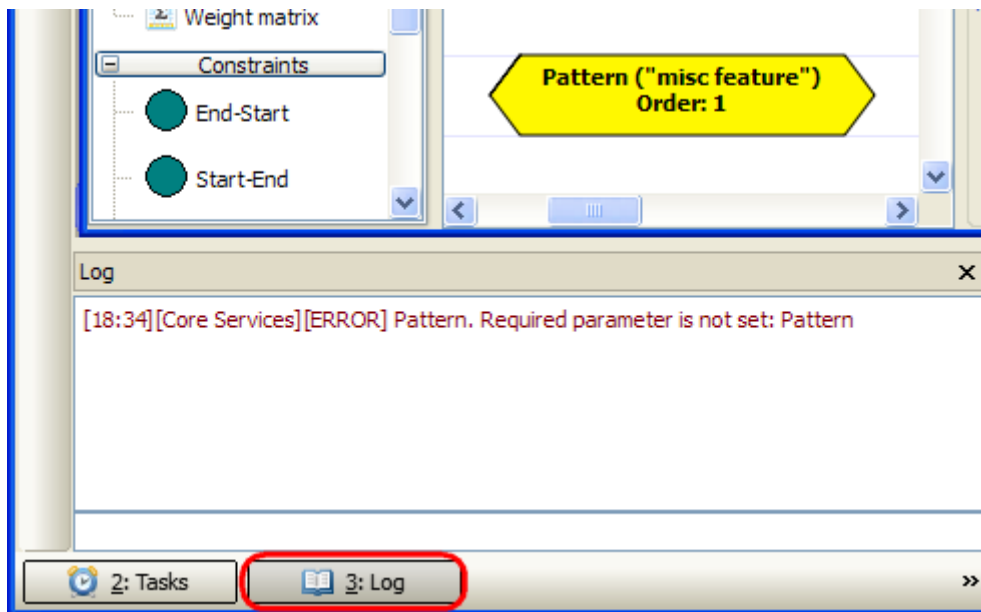 Weight matrix
Constraints
End-Start
Start-End
Pattern ("misc feature")
Order: 1
Log
[18:34][Core Services][ERROR] Pattern. Required parameter is not set: Pattern
2: Tasks
3: Log